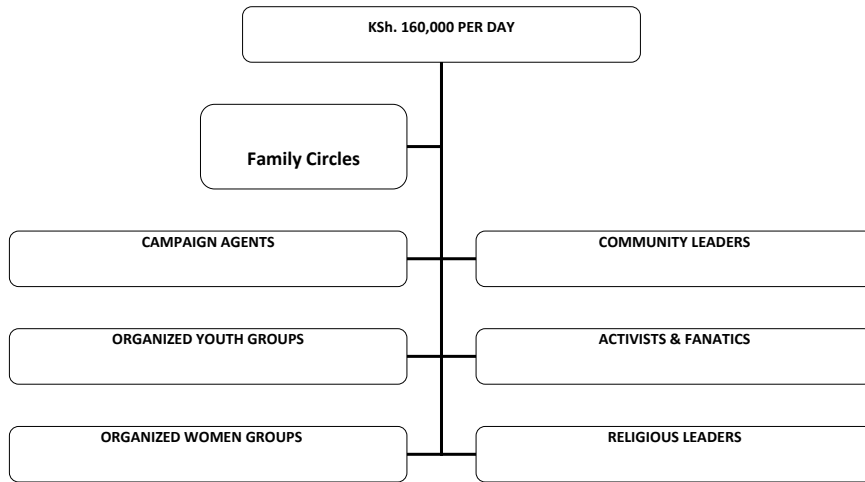 KSh. 160,000 PER DAY
Family Circles
CAMPAIGN AGENTS
COMMUNITY LEADERS
ORGANIZED YOUTH GROUPS
ACTIVISTS & FANATICS
ORGANIZED WOMEN GROUPS
RELIGIOUS LEADERS